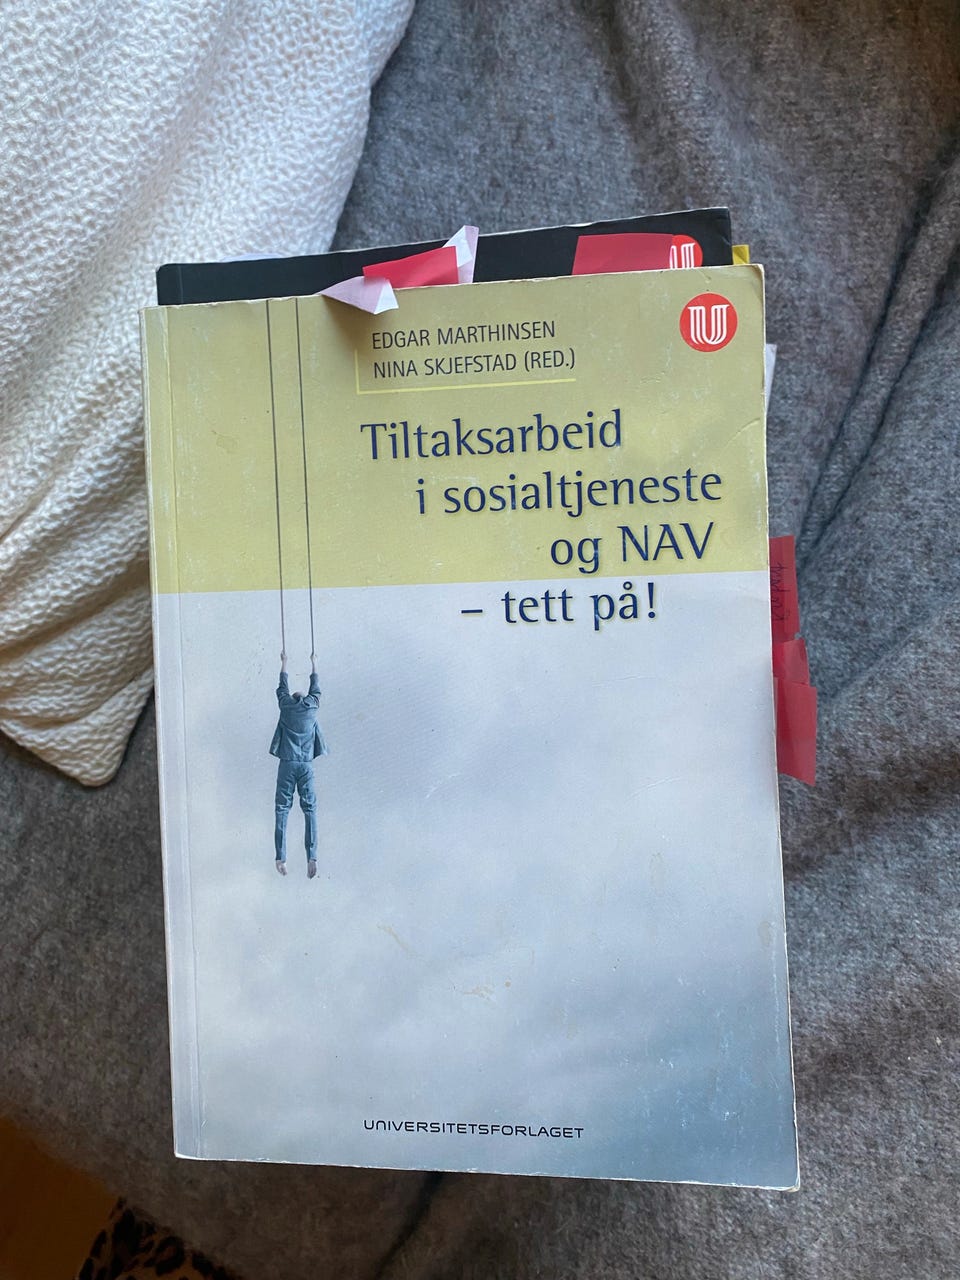 EDGAR MARTHINSEN
NINA SKJEFSTAD (RED.)
Tiltaksarbeid
i sosialtjeneste
og NAV
– tett på!
UNIVERSITETSFORLAGET